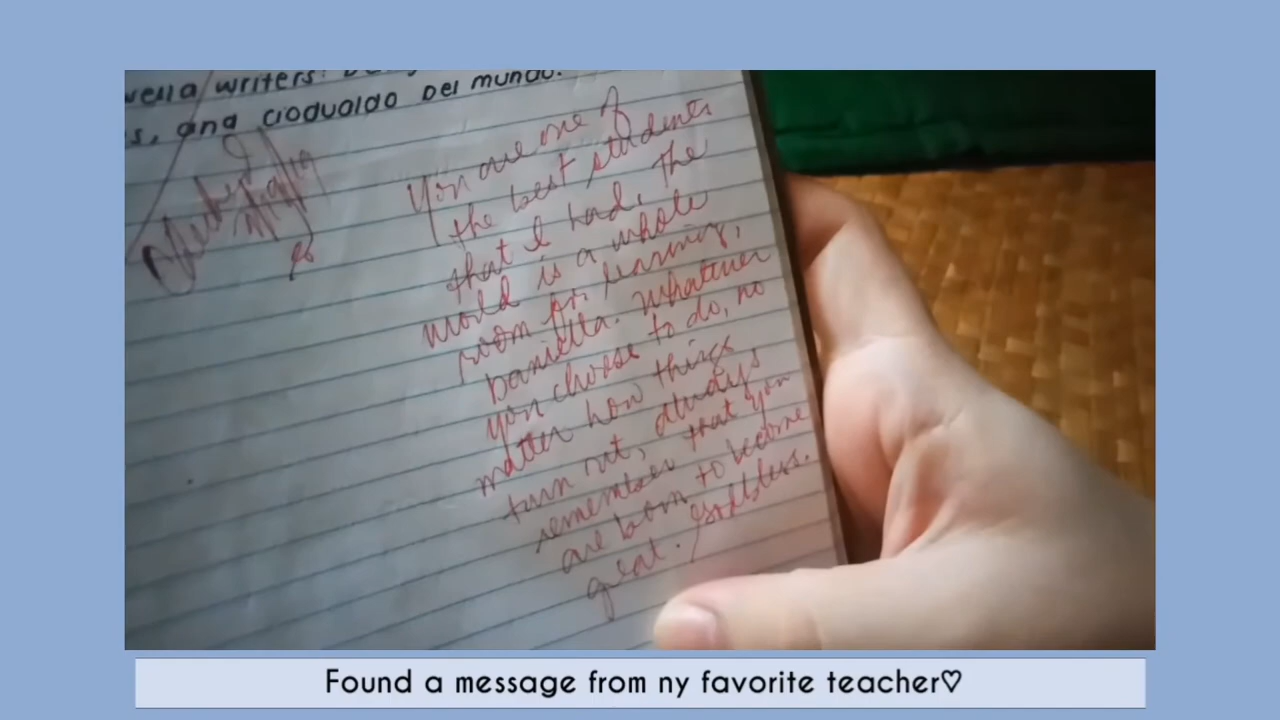 writers:
s, and Clodualdo Del mundo.
You are one of
the best students
that I had, the
world is a whole
room for learning,
Daniella. Whatever
you choose to do, no
matter how things
turn out, always
remember that you
are born to become
great. Godbless.
Found a message from ny favorite teacher♡